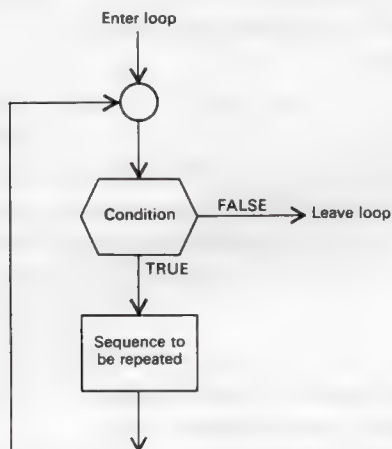 Enter loop
Condition
FALSE
Leave loop
TRUE
Sequence to
be repeated